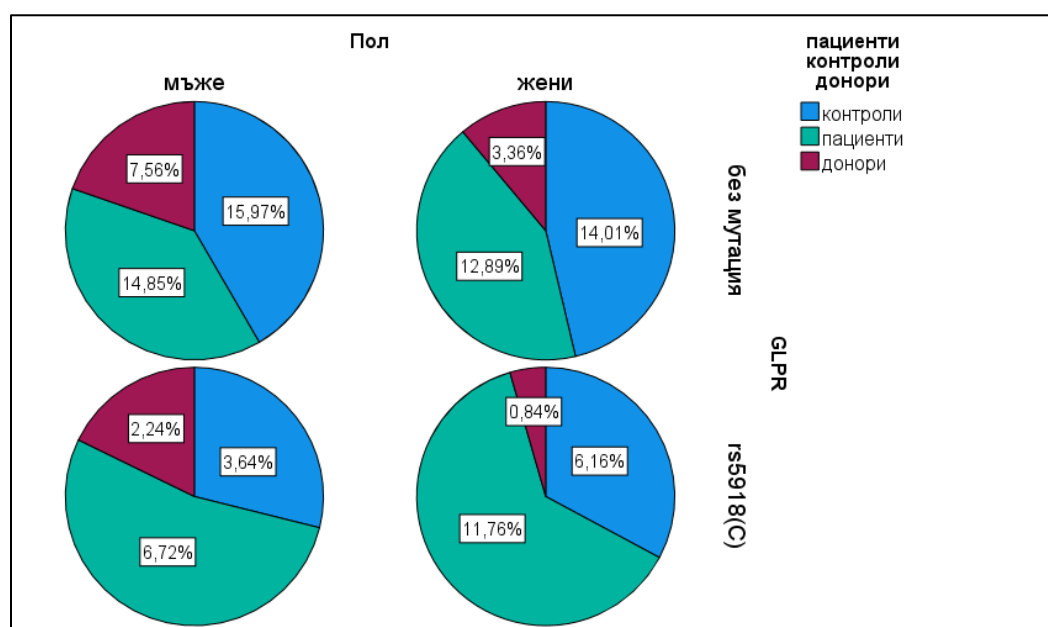 Пол
мъже
жени
пациенти
контроли
донори
контроли
пациенти
донори
7,56%
15,97%
14,85%
3,36%
14,01%
12,89%
без мутация
GLPR
2,24%
3,64%
6,72%
0,84%
6,16%
11,76%
rs5918(C)